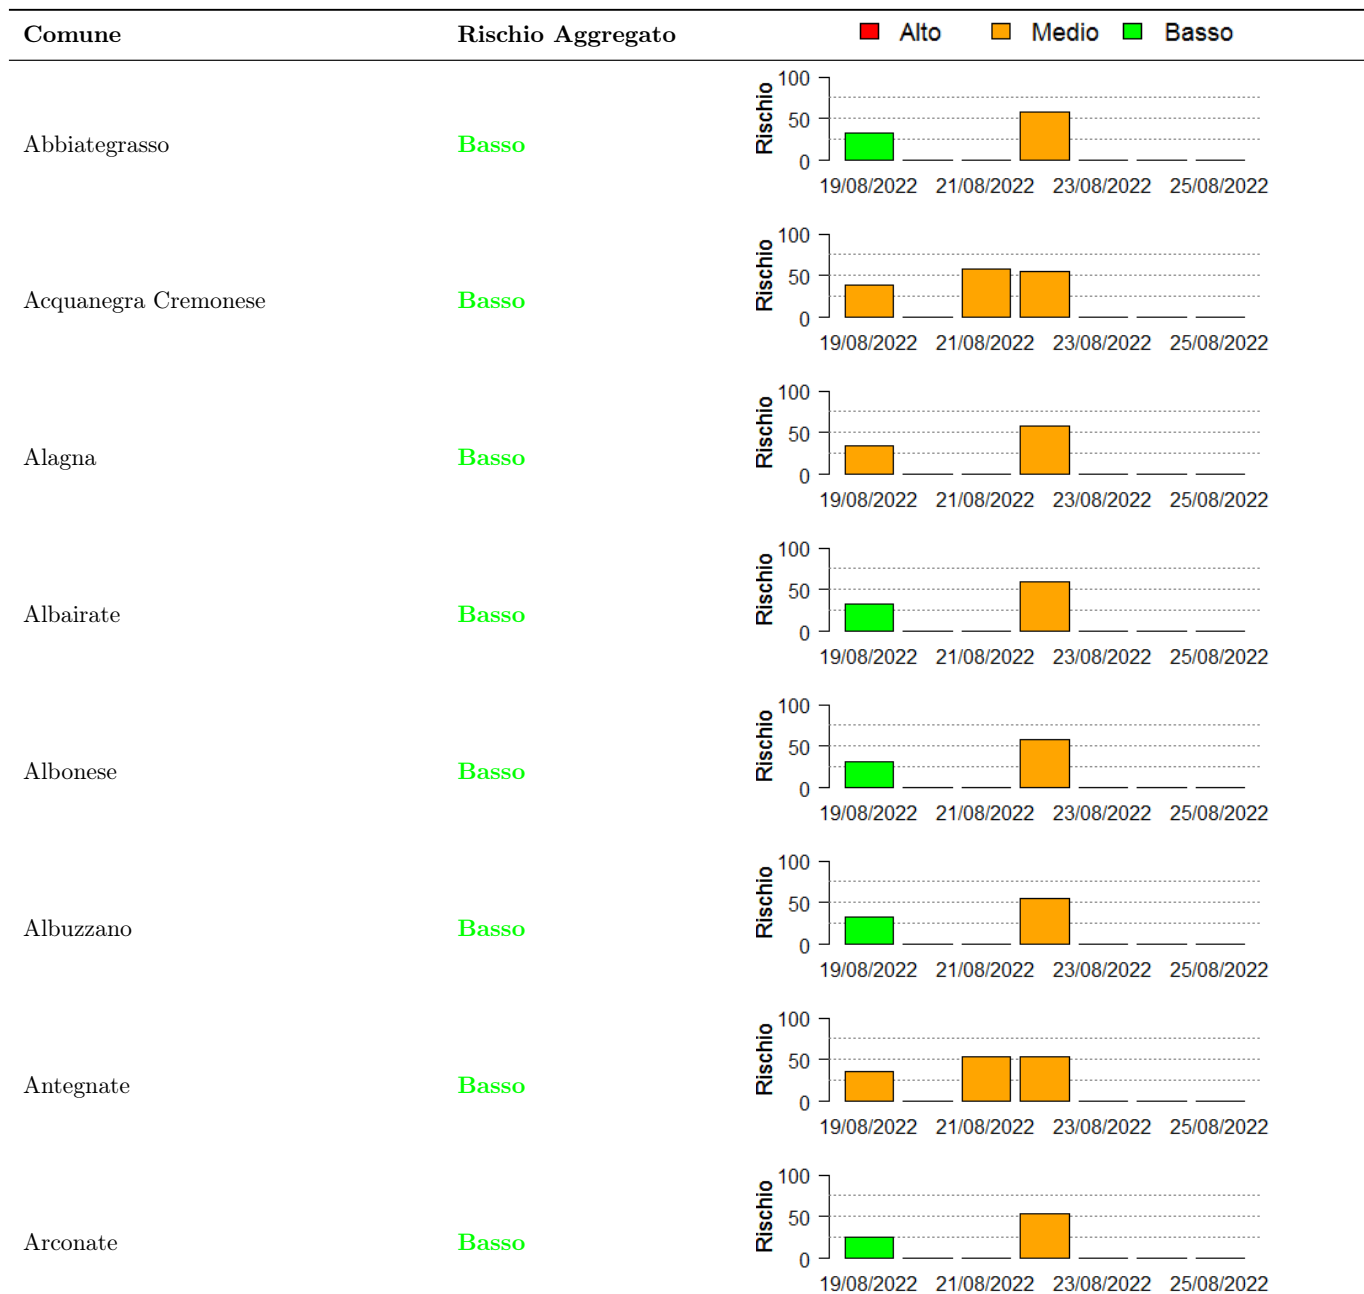 Comune Rischio Aggregato Alto Medio Basso
Abbiategrasso Basso
Rischio
100
50
0
19/08/2022 21/08/2022 23/08/2022 25/08/2022
Acquanegra Cremonese Basso
Rischio
100
50
0
19/08/2022 21/08/2022 23/08/2022 25/08/2022
Alagna Basso
Rischio
100
50
0
19/08/2022 21/08/2022 23/08/2022 25/08/2022
Albairate Basso
Rischio
100
50
0
19/08/2022 21/08/2022 23/08/2022 25/08/2022
Albonese Basso
Rischio
100
50
0
19/08/2022 21/08/2022 23/08/2022 25/08/2022
Albuzzano Basso
Rischio
100
50
0
19/08/2022 21/08/2022 23/08/2022 25/08/2022
Antegnate Basso
Rischio
100
50
0
19/08/2022 21/08/2022 23/08/2022 25/08/2022
Arconate Basso
Rischio
100
50
0
19/08/2022 21/08/2022 23/08/2022 25/08/2022